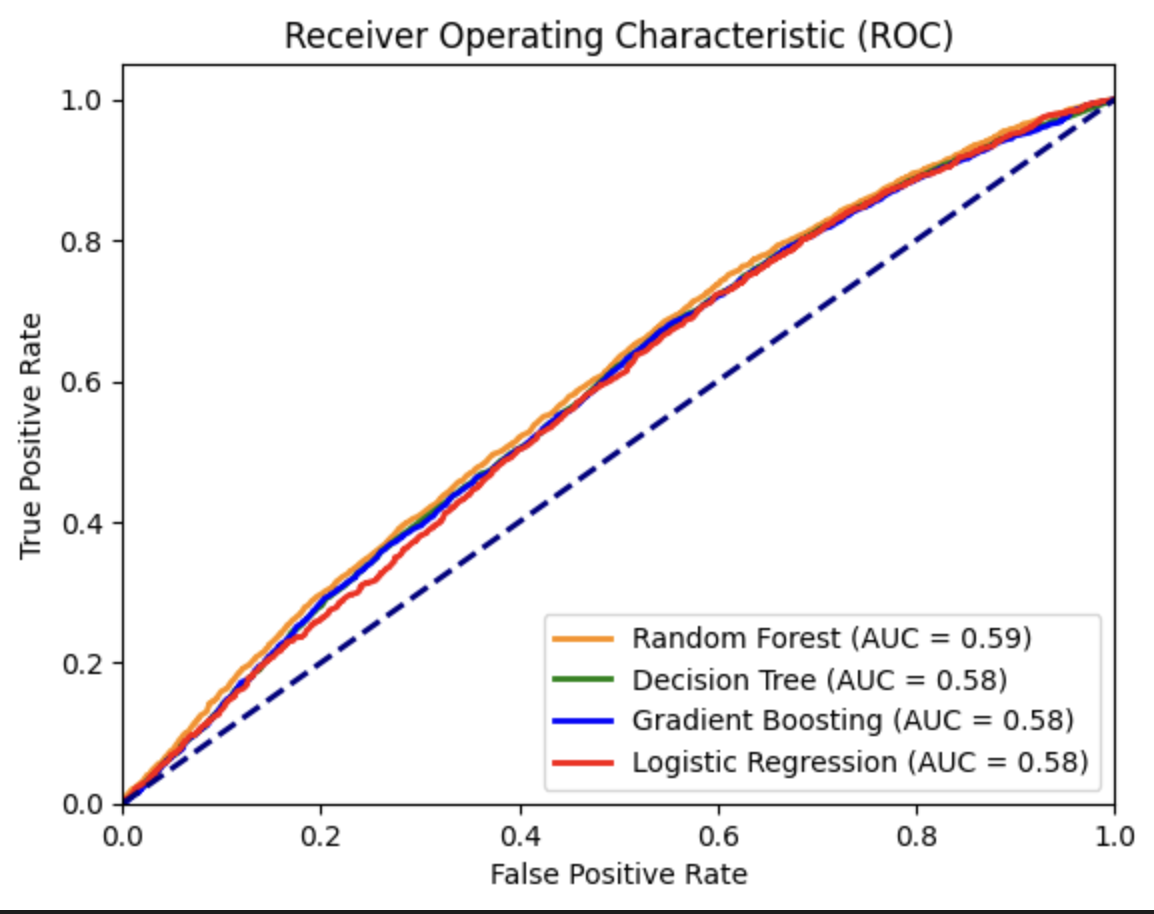 Receiver Operating Characteristic (ROC)
True Positive Rate
1.0
0.8
0.6
0.4
0.2
0.0
Random Forest (AUC = 0.59)
Decision Tree (AUC = 0.58)
Gradient Boosting (AUC = 0.58)
Logistic Regression (AUC = 0.58)
0.0 0.2 0.4 0.6 0.8 1.0
False Positive Rate